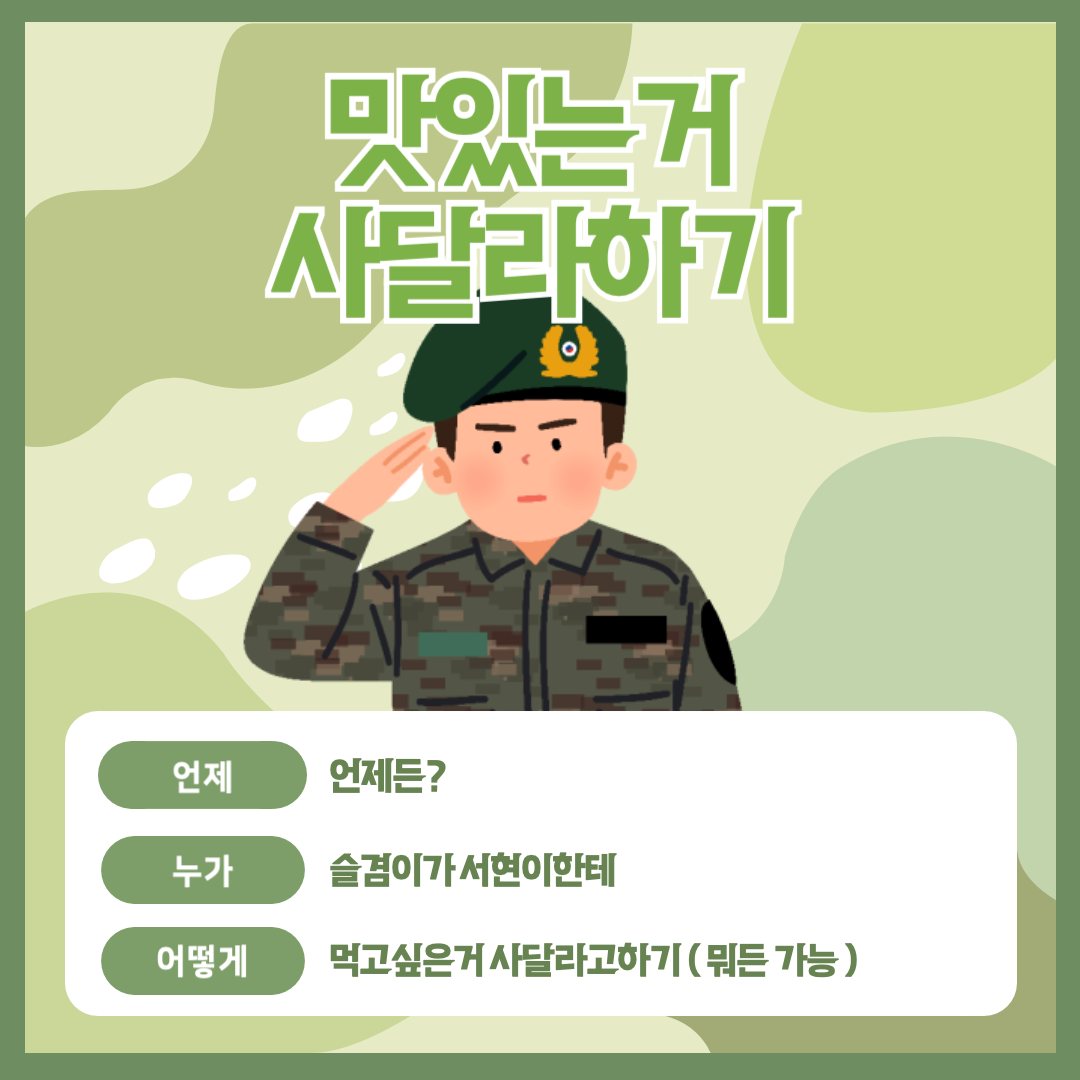 맛있는거
사달라하기
언제
언제든?
누가
슬겸이가 서현이한테
어떻게
먹고싶은거 사달라고하기 ( 뭐든 가능 )